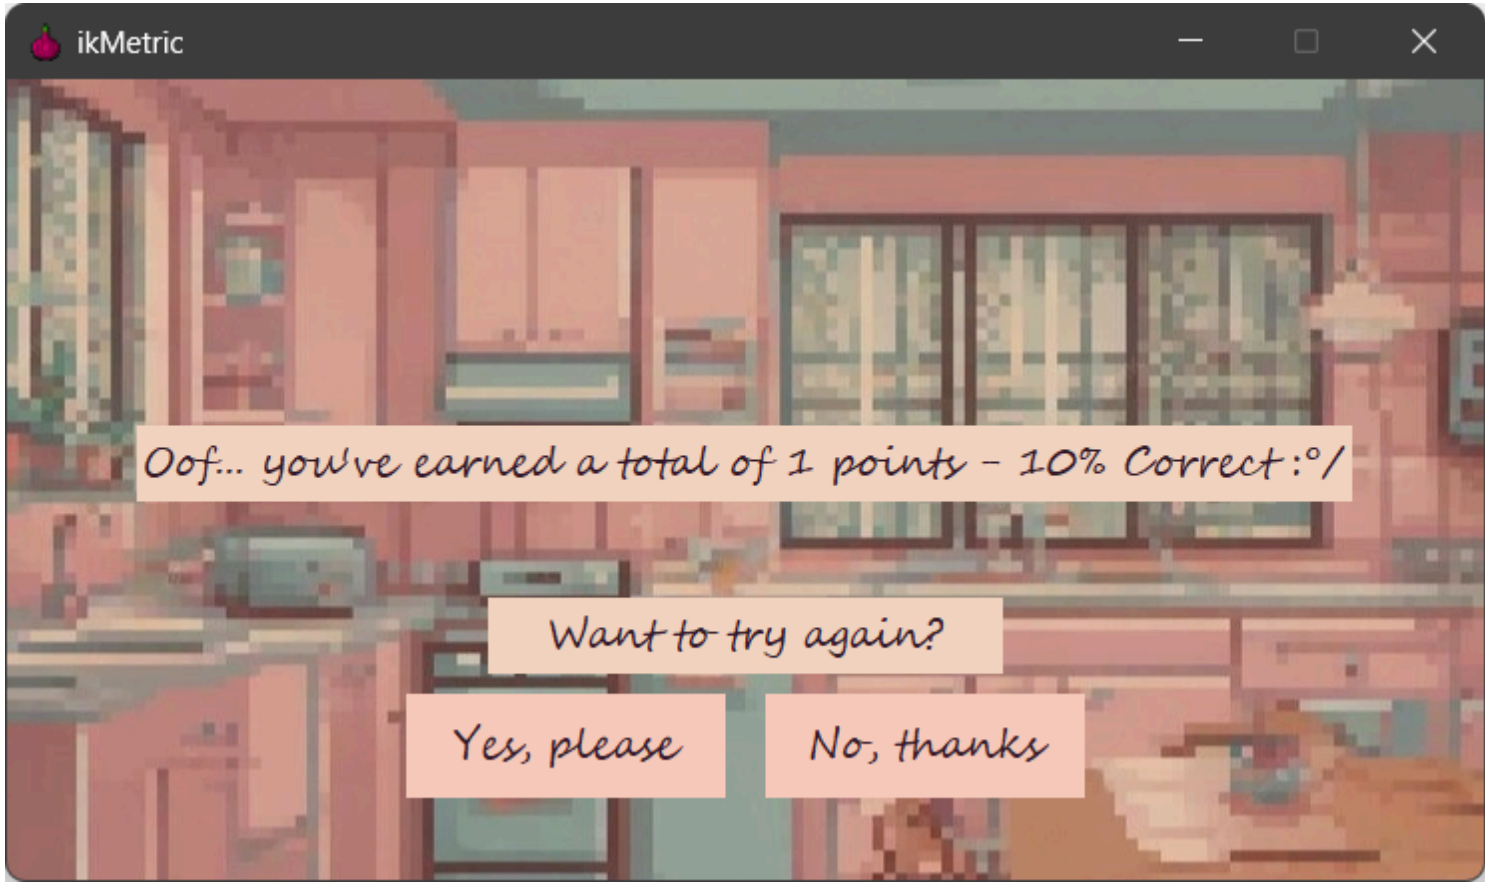 ikMetric
Oof... you've earned a total of 1 points - 10% Correct :°/
Want to try again?
Yes, please
No, thanks